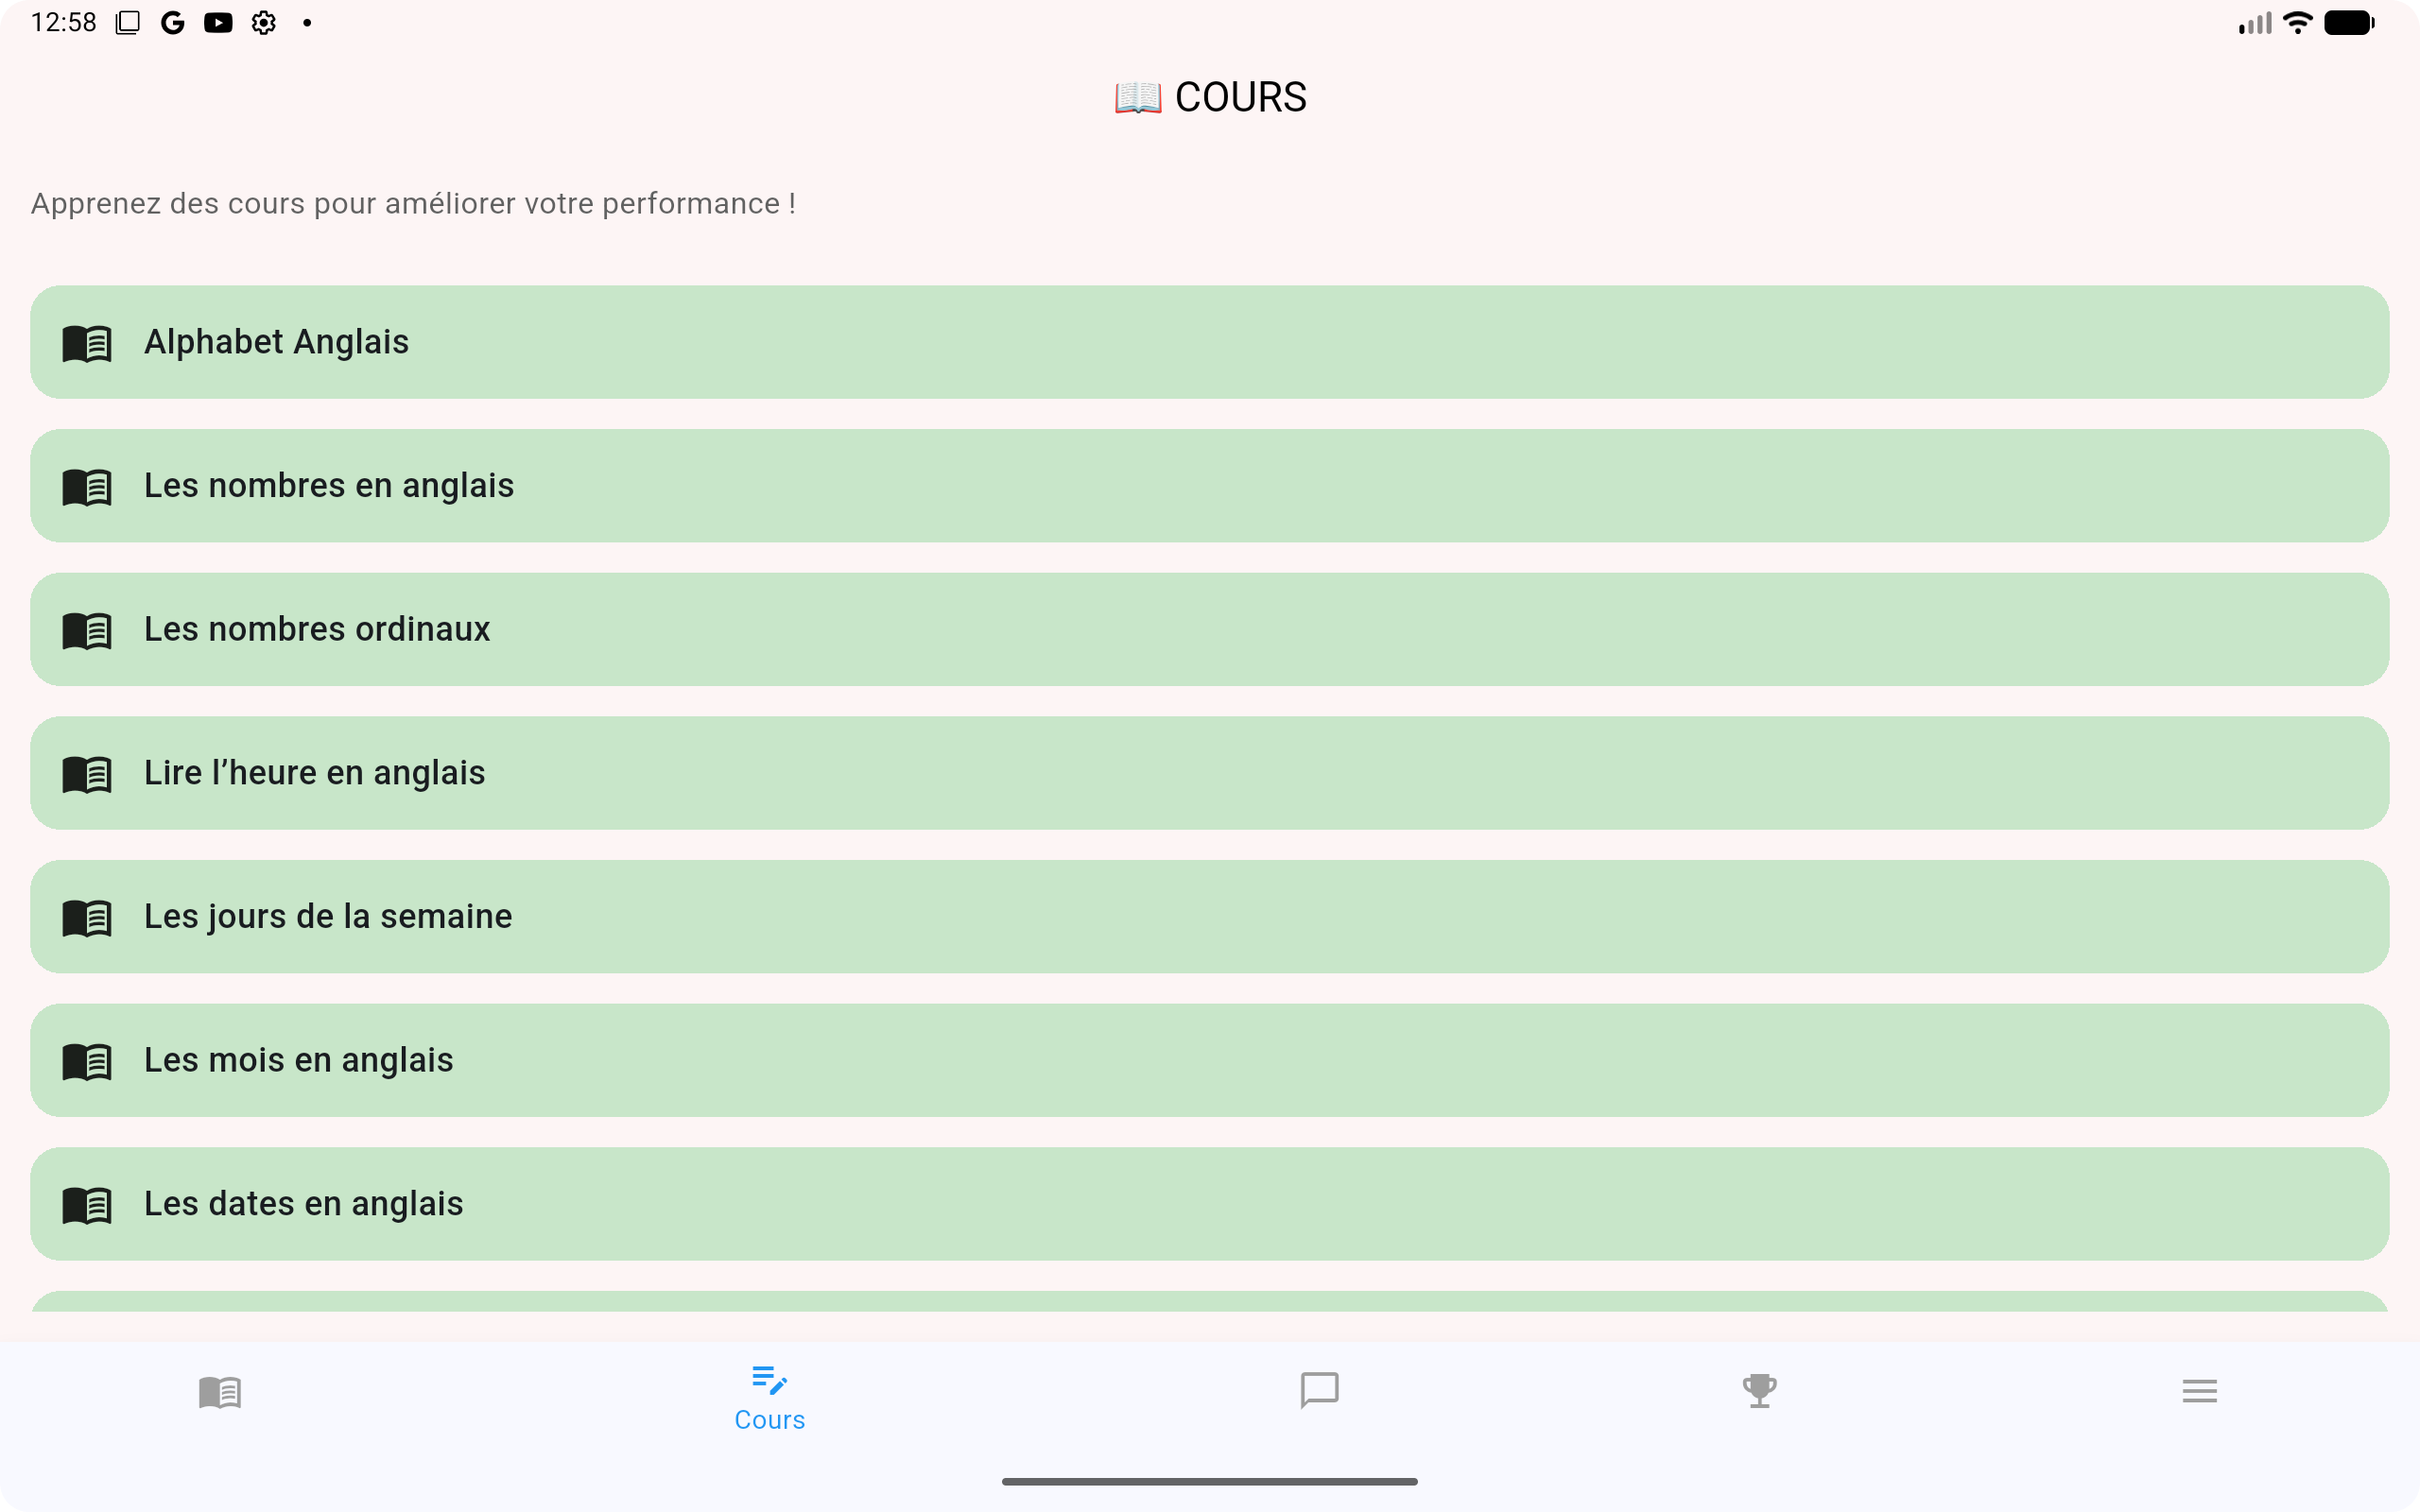 12:58
📖 COURS
Apprenez des cours pour améliorer votre performance !
Alphabet Anglais
Les nombres en anglais
Les nombres ordinaux
Lire l’heure en anglais
Les jours de la semaine
Les mois en anglais
Les dates en anglais
Cours